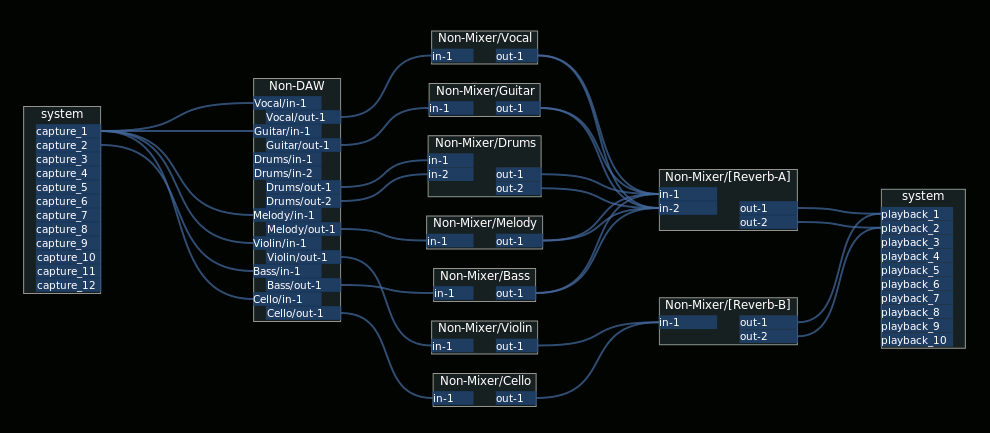 system
capture_1
capture_2
capture_3
capture_4
capture_5
capture_6
capture_7
capture_8
capture_9
capture_10
capture_11
capture_12
Non-DAW
Vocal/in-1
Vocal/out-1
Guitar/in-1
Guitar/out-1
Drums/in-1
Drums/in-2
Drums/out-1
Drums/out-2
Melody/in-1
Melody/out-1
Violin/in-1
Violin/out-1
Bass/in-1
Bass/out-1
Cello/in-1
Cello/out-1
Non-Mixer/Vocal
in-1 out-1
Non-Mixer/Guitar
in-1 out-1
Non-Mixer/Drums
in-1
in-2 out-1
out-2
Non-Mixer/Melody
in-1 out-1
Non-Mixer/Bass
in-1 out-1
Non-Mixer/Violin
in-1 out-1
Non-Mixer/Cello
in-1 out-1
Non-Mixer/[Reverb-A]
in-1
in-2 out-1
out-2
Non-Mixer/[Reverb-B]
in-1 out-1
out-2
system
playback_1
playback_2
playback_3
playback_4
playback_5
playback_6
playback_7
playback_8
playback_9
playback_10